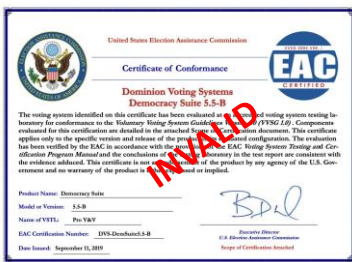 United States Election Assistance Commission
Certificate of Conformance
EAC
CERTIFIED
Dominion Voting Systems
Democracy Suite 5.5-B
The voting system identified on this certificate has been evaluated at an accredited voting system testing la-
boratory for conformance to the Voluntary Voting System Guidelines (VVSG 1.0) . Components
evaluated for this certification are detailed in the attached Scope of Certification document. This certificate
applies only to the specific version and release of the product in its evaluated configuration. The evaluation
has been verified by the EAC in accordance with the provisions of the EAC Voting System Testing and Cer-
tification Program Manual and the conclusions of the testing laboratory in the test report are consistent with
the evidence adduced. This certificate is not an endorsement of the product by any agency of the U.S. Gov-
ernment and no warranty of the product is either expressed or implied.
INVALID
Product Name: Democracy Suite
Model or Version: 5.5-B
Name of VSTL: Pro V&V
EAC Certification Number: DVS-DemSuite5.5-B
Date Issued: September 11, 2019
Executive Director
U.S. Election Assistance Commission
Scope of Certification Attached